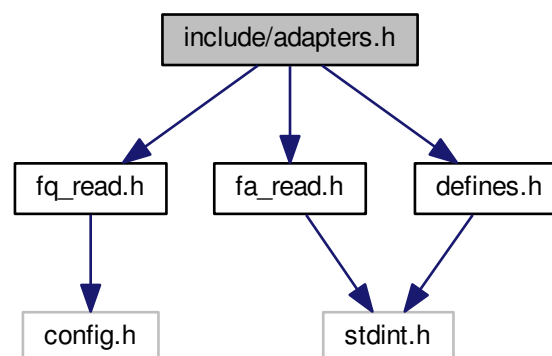 include/adapters.h
fq_read.h
fa_read.h
defines.h
config.h
stdint.h